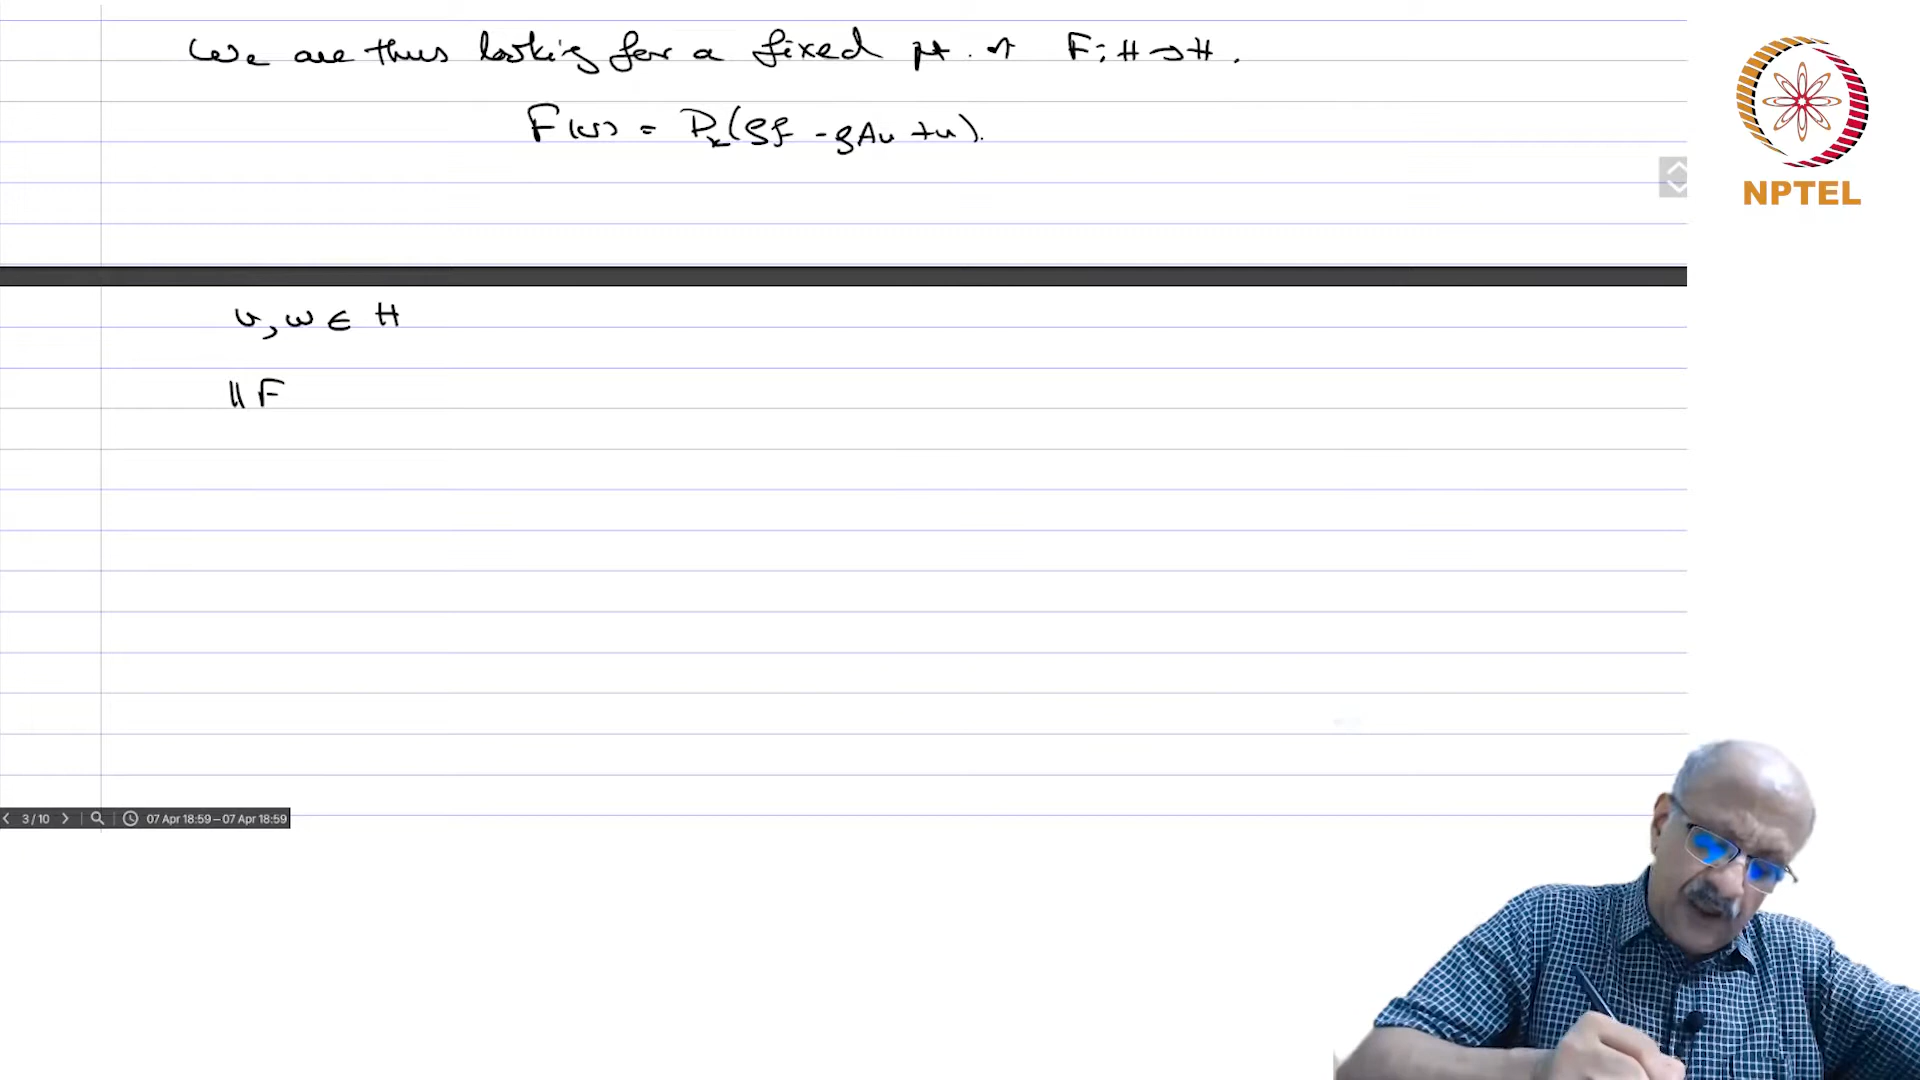 We are thus looking for a fixed pt. of F: H → H.
F(v) = P_K(ρf - ρAv + v).
NPTEL
v, w ∈ H
‖F
3/10
07 Apr 18:59 – 07 Apr 18:59